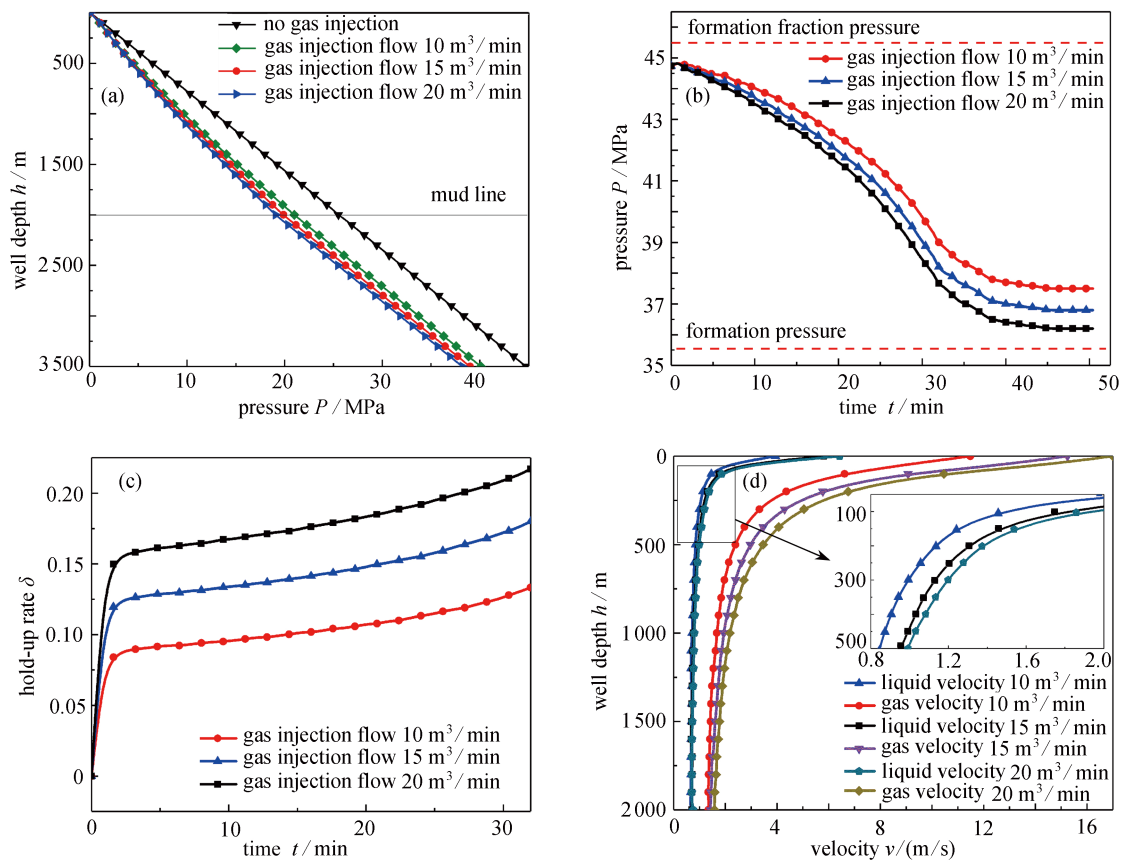 no gas injection
gas injection flow 10 m³/min
gas injection flow 15 m³/min
gas injection flow 20 m³/min
(a)
mud line
500
1 500
2 500
3 500
well depth h/m
0
10
20
30
40
pressure P/MPa
formation fraction pressure
gas injection flow 10 m³/min
gas injection flow 15 m³/min
gas injection flow 20 m³/min
(b)
formation pressure
45
43
41
39
37
35
pressure P/MPa
0
10
20
30
40
50
time t/min
(c)
0.20
0.15
0.10
0.05
0
hold-up rate δ
gas injection flow 10 m³/min
gas injection flow 15 m³/min
gas injection flow 20 m³/min
0
10
20
30
time t/min
(d)
0
500
1 000
1 500
2 000
well depth h/m
100
300
500
0.8
1.2
1.6
2.0
liquid velocity 10 m³/min
gas velocity 10 m³/min
liquid velocity 15 m³/min
gas velocity 15 m³/min
liquid velocity 20 m³/min
gas velocity 20 m³/min
0
4
8
12
16
velocity v/(m/s)